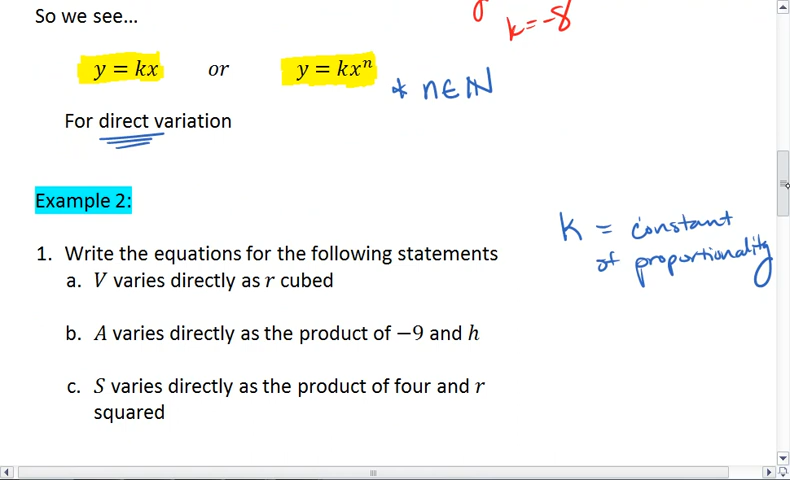 So we see...
k = -8
y = kx or y = kxⁿ
* n∈ℕ
For direct variation
Example 2:
k = constant
of proportionality
1. Write the equations for the following statements
a. V varies directly as r cubed
b. A varies directly as the product of −9 and h
c. S varies directly as the product of four and r
squared